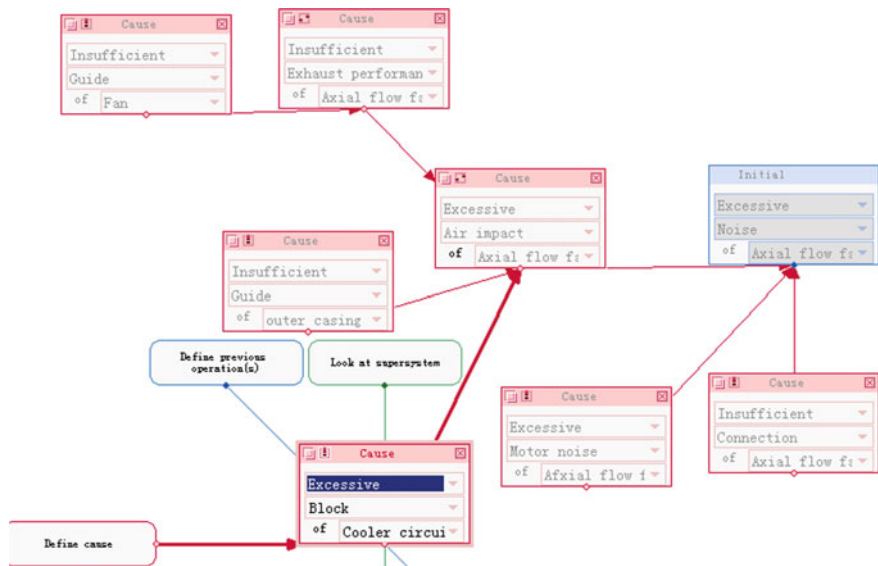 Cause
Insufficient
Guide
of Fan
Cause
Insufficient
Exhaust performan
of Axial flow fa
Cause
Excessive
Air impact
of Axial flow fa
Initial
Excessive
Noise
of Axial flow fa
Cause
Insufficient
Guide
of outer casing
Define previous
operation(s)
Look at supersystem
Cause
Excessive
Motor noise
of Afxial flow f
Cause
Insufficient
Connection
of Axial flow fa
Cause
Excessive
Block
of Cooler circui
Define cause